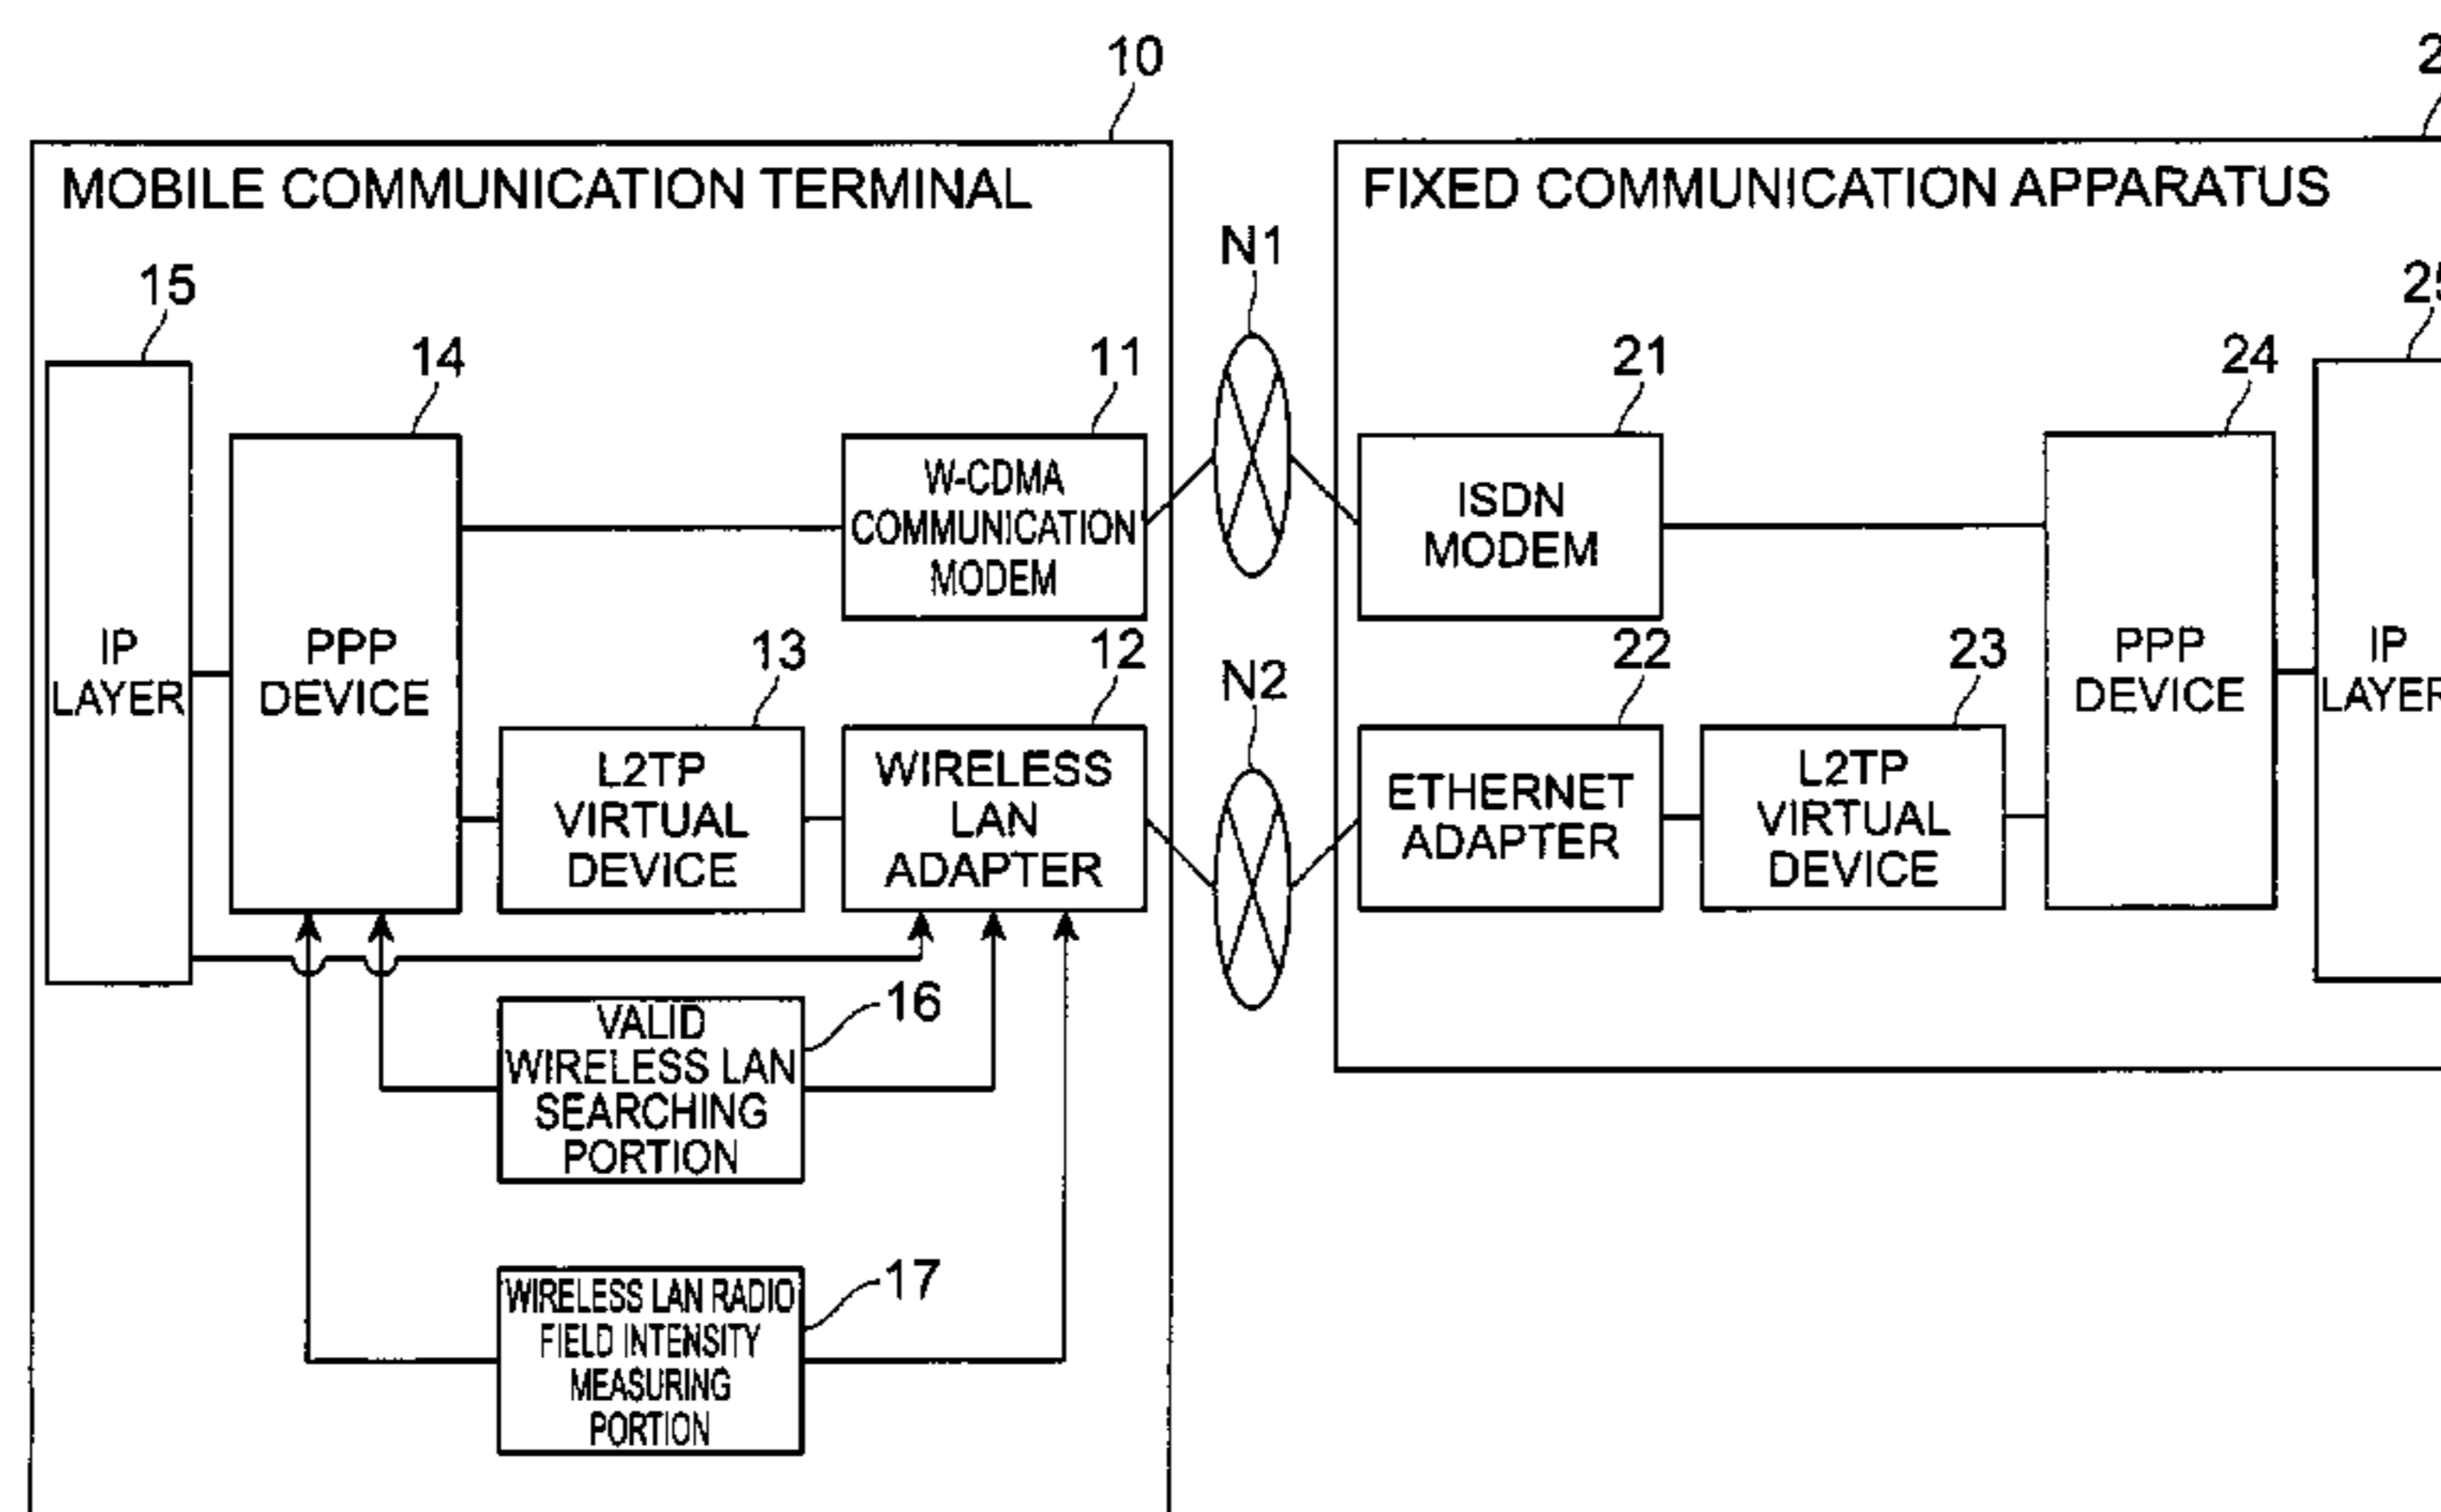 10
MOBILE COMMUNICATION TERMINAL
FIXED COMMUNICATION APPARATUS
N1
15
14
11
21
24
W-CDMA
COMMUNICATION
MODEM
ISDN
MODEM
IP
LAYER
PPP
DEVICE
13
12
N2
22
23
PPP
DEVICE
IP
LAYER
L2TP
VIRTUAL
DEVICE
WIRELESS
LAN
ADAPTER
ETHERNET
ADAPTER
L2TP
VIRTUAL
DEVICE
16
VALID
WIRELESS LAN
SEARCHING
PORTION
17
WIRELESS LAN RADIO
FIELD INTENSITY
MEASURING
PORTION